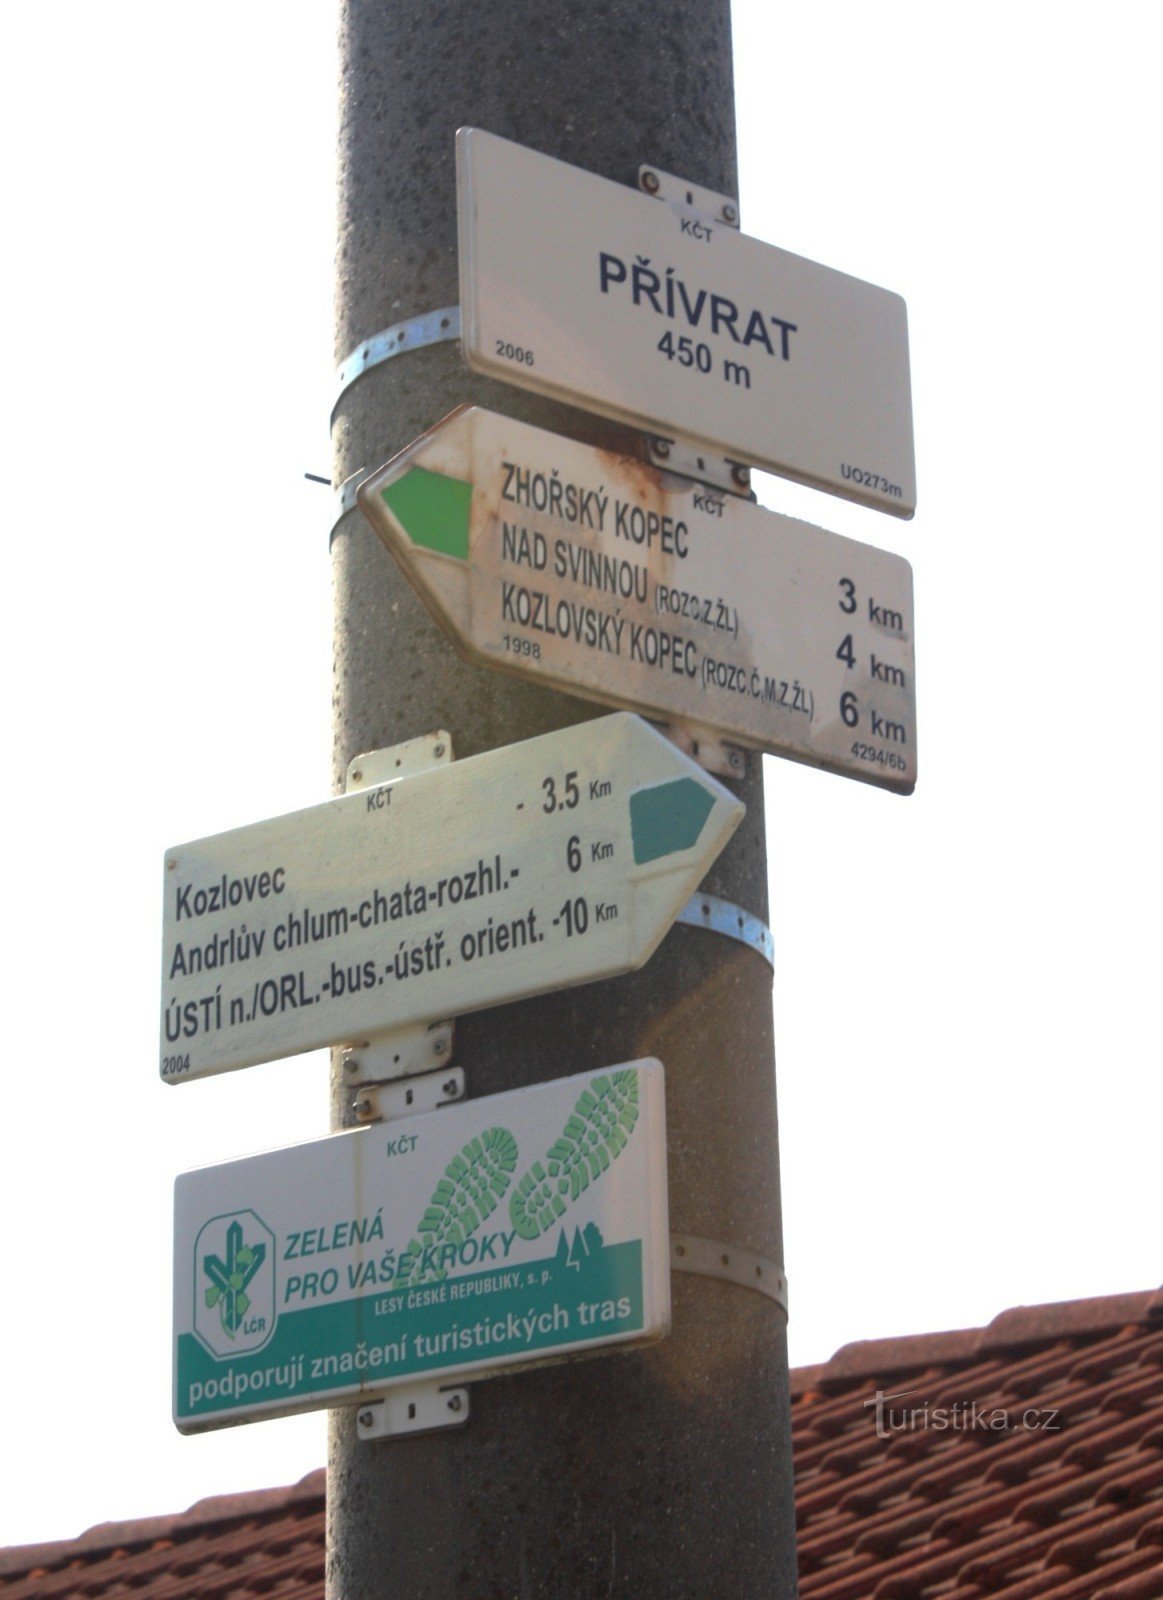 KČT
PŘÍVRAT
450 m
2006
UO273m
KČT
ZHOŘSKÝ KOPEC 3 km
NAD SVINNOU (ROZC.Z,ŽL) 4 km
KOZLOVSKÝ KOPEC (ROZC.Č,M,Z,ŽL) 6 km
1998
4294/6b
KČT
Kozlovec - 3.5 Km
Andrlův chlum-chata-rozhl.- 6 Km
ÚSTÍ n./ORL.-bus.-ústř. orient. -10 Km
2004
KČT
ZELENÁ
PRO VAŠE KROKY
LESY ČESKÉ REPUBLIKY, s. p.
LČR
podporují značení turistických tras
Turistika.cz